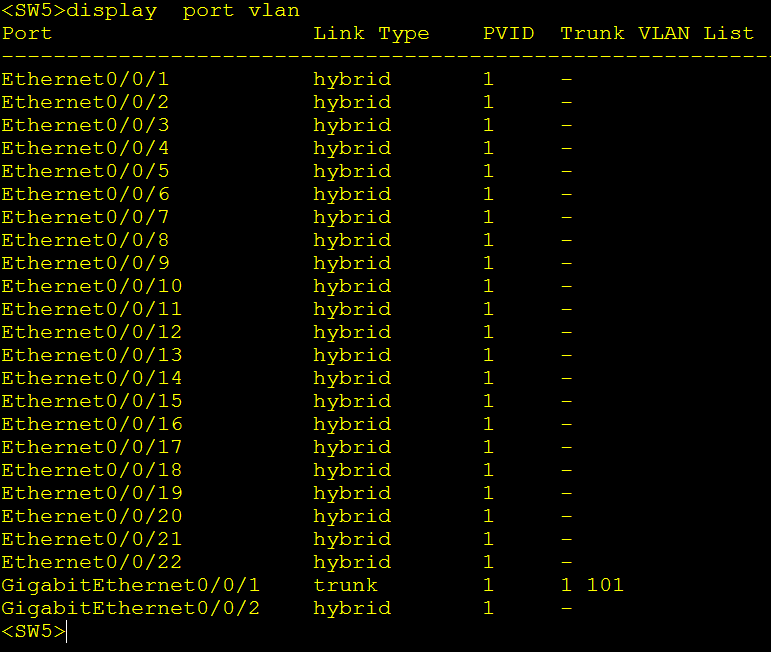 <SW5>display  port vlan
Port                    Link Type    PVID  Trunk VLAN List
-----------------------------------------------------------
Ethernet0/0/1           hybrid       1     -
Ethernet0/0/2           hybrid       1     -
Ethernet0/0/3           hybrid       1     -
Ethernet0/0/4           hybrid       1     -
Ethernet0/0/5           hybrid       1     -
Ethernet0/0/6           hybrid       1     -
Ethernet0/0/7           hybrid       1     -
Ethernet0/0/8           hybrid       1     -
Ethernet0/0/9           hybrid       1     -
Ethernet0/0/10          hybrid       1     -
Ethernet0/0/11          hybrid       1     -
Ethernet0/0/12          hybrid       1     -
Ethernet0/0/13          hybrid       1     -
Ethernet0/0/14          hybrid       1     -
Ethernet0/0/15          hybrid       1     -
Ethernet0/0/16          hybrid       1     -
Ethernet0/0/17          hybrid       1     -
Ethernet0/0/18          hybrid       1     -
Ethernet0/0/19          hybrid       1     -
Ethernet0/0/20          hybrid       1     -
Ethernet0/0/21          hybrid       1     -
Ethernet0/0/22          hybrid       1     -
GigabitEthernet0/0/1    trunk        1     1 101
GigabitEthernet0/0/2    hybrid       1     -
<SW5>